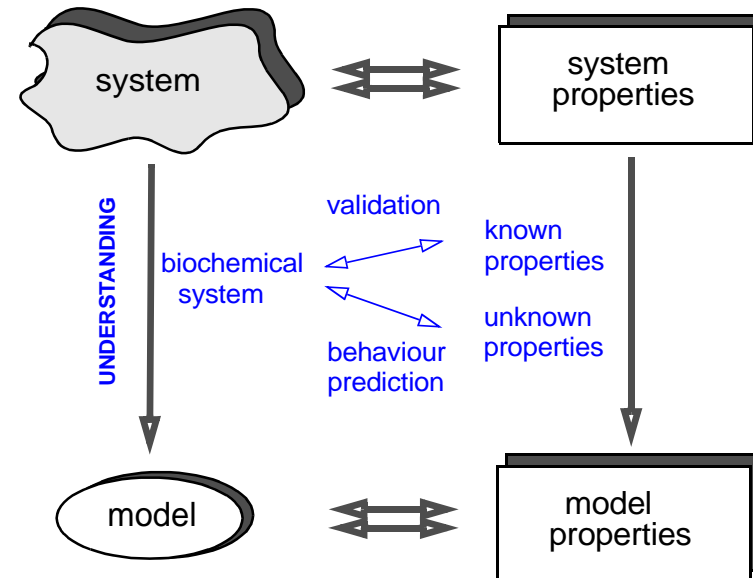 system
system
properties
UNDERSTANDING
validation
biochemical
system
known
properties
unknown
properties
behaviour
prediction
model
model
properties